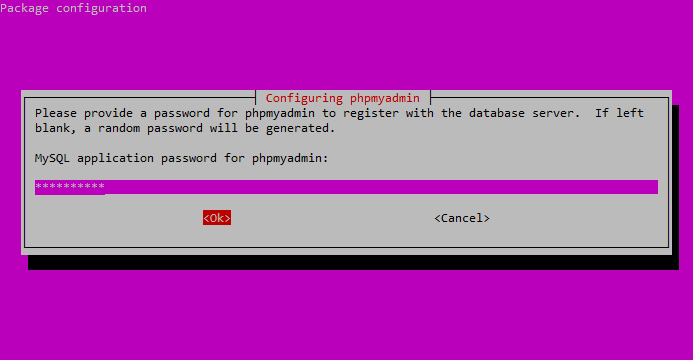 Package configuration
Configuring phpmyadmin
Please provide a password for phpmyadmin to register with the database server.  If left
blank, a random password will be generated.
MySQL application password for phpmyadmin:
**********
<Ok> <Cancel>